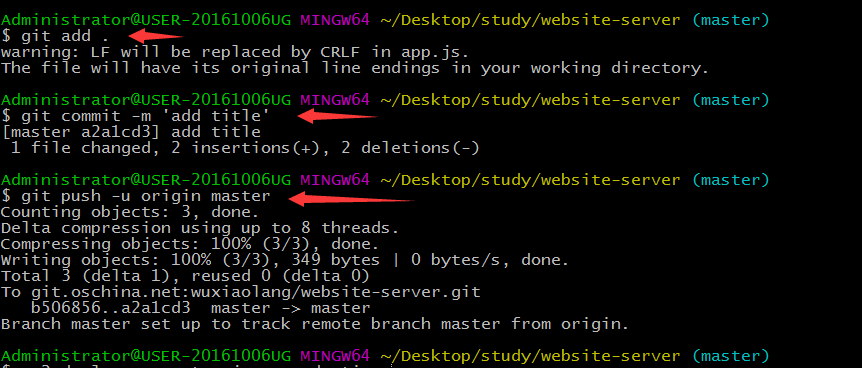 Administrator@USER-20161006UG MINGW64 ~/Desktop/study/website-server (master)
$ git add .
warning: LF will be replaced by CRLF in app.js.
The file will have its original line endings in your working directory.
Administrator@USER-20161006UG MINGW64 ~/Desktop/study/website-server (master)
$ git commit -m 'add title'
[master a2a1cd3] add title
 1 file changed, 2 insertions(+), 2 deletions(-)
Administrator@USER-20161006UG MINGW64 ~/Desktop/study/website-server (master)
$ git push -u origin master
Counting objects: 3, done.
Delta compression using up to 8 threads.
Compressing objects: 100% (3/3), done.
Writing objects: 100% (3/3), 349 bytes | 0 bytes/s, done.
Total 3 (delta 1), reused 0 (delta 0)
To git.oschina.net:wuxiaolang/website-server.git
   b506856..a2a1cd3  master -> master
Branch master set up to track remote branch master from origin.
Administrator@USER-20161006UG MINGW64 ~/Desktop/study/website-server (master)